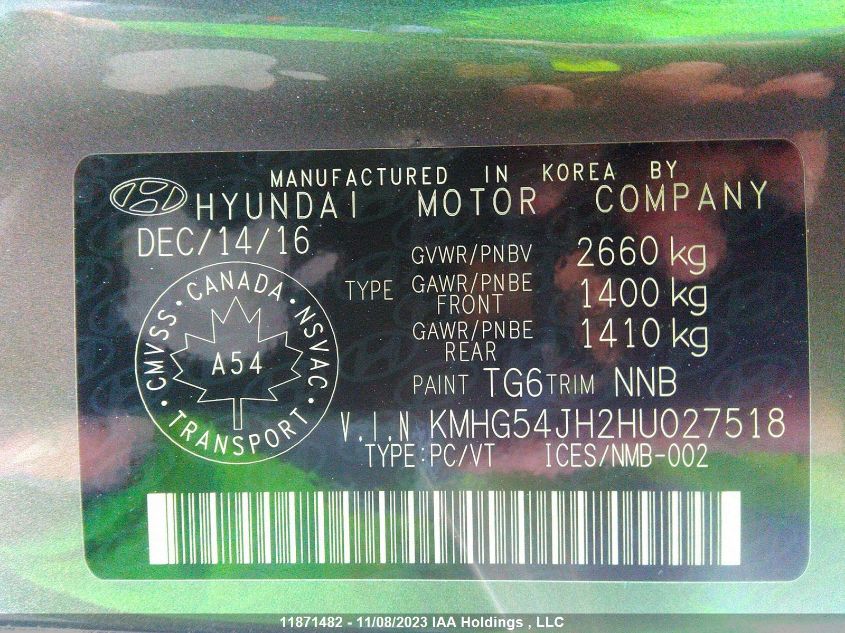 MANUFACTURED IN KOREA BY
HYUNDAI MOTOR COMPANY
DEC/14/16
GVWR/PNBV 2660 kg
TYPE GAWR/PNBE FRONT 1400 kg
GAWR/PNBE REAR 1410 kg
PAINT TG6 TRIM NNB
V.I.N KMHG54JH2HU027518
TYPE:PC/VT ICES/NMB-002
CMVSS · CANADA · NSVAC · TRANSPORT ·
A54
11871482 - 11/08/2023 IAA Holdings , LLC